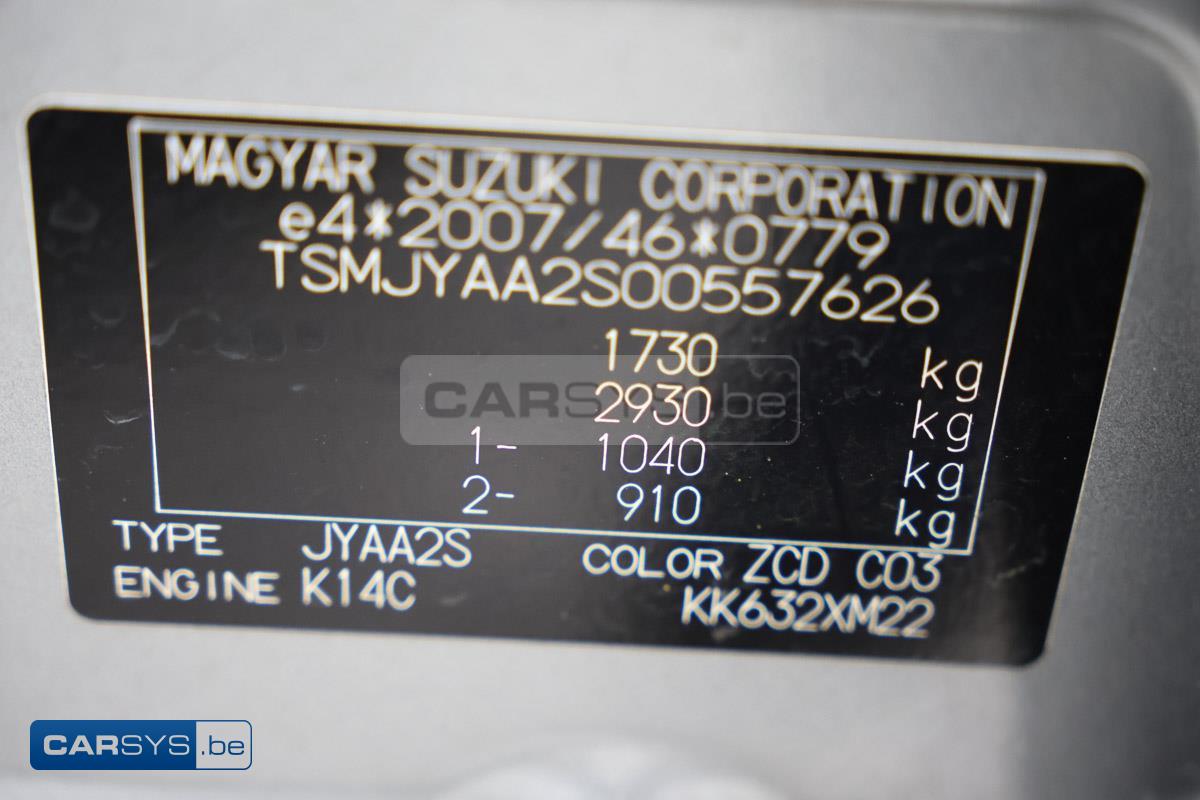 MAGYAR SUZUKI CORPORATION
e4*2007/46*0779
TSMJYAA2S00557626
1730 kg
2930 kg
1- 1040 kg
2- 910 kg
TYPE JYAA2S COLOR ZCD C03
ENGINE K14C KK632XM22
CARSYS.be
CARSYS.be